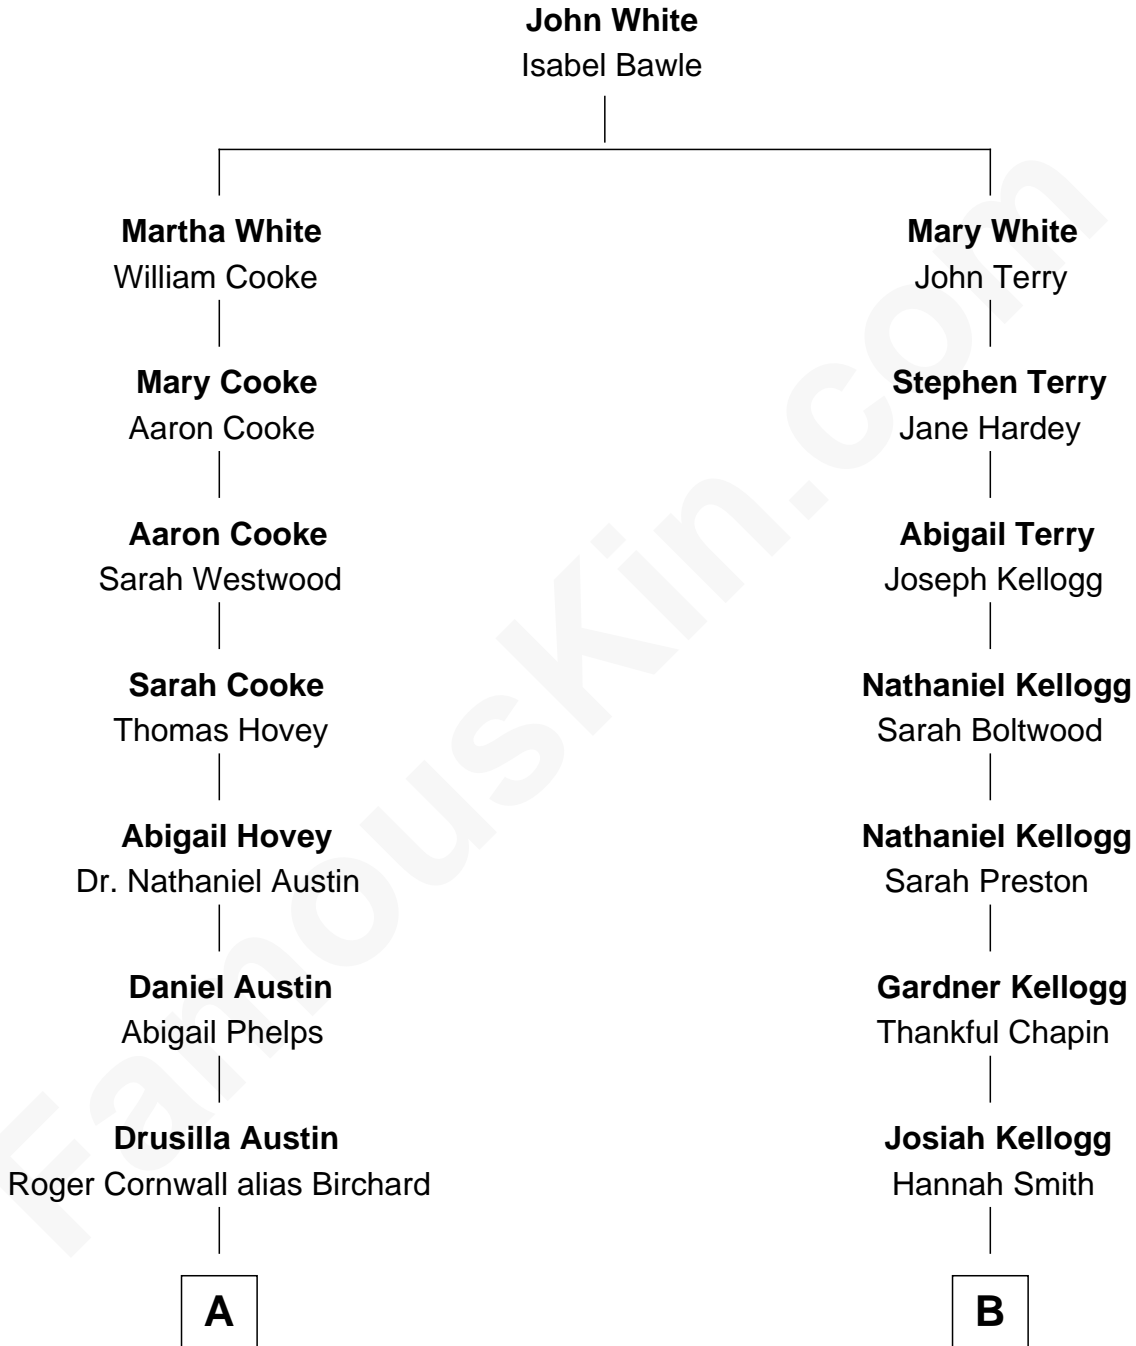 John White
Isabel Bawle
Martha White
William Cooke
Mary Cooke
Aaron Cooke
Aaron Cooke
Sarah Westwood
Sarah Cooke
Thomas Hovey
Abigail Hovey
Dr. Nathaniel Austin
Daniel Austin
Abigail Phelps
Drusilla Austin
Roger Cornwall alias Birchard
A
Mary White
John Terry
Stephen Terry
Jane Hardey
Abigail Terry
Joseph Kellogg
Nathaniel Kellogg
Sarah Boltwood
Nathaniel Kellogg
Sarah Preston
Gardner Kellogg
Thankful Chapin
Josiah Kellogg
Hannah Smith
B
FamousKin.com